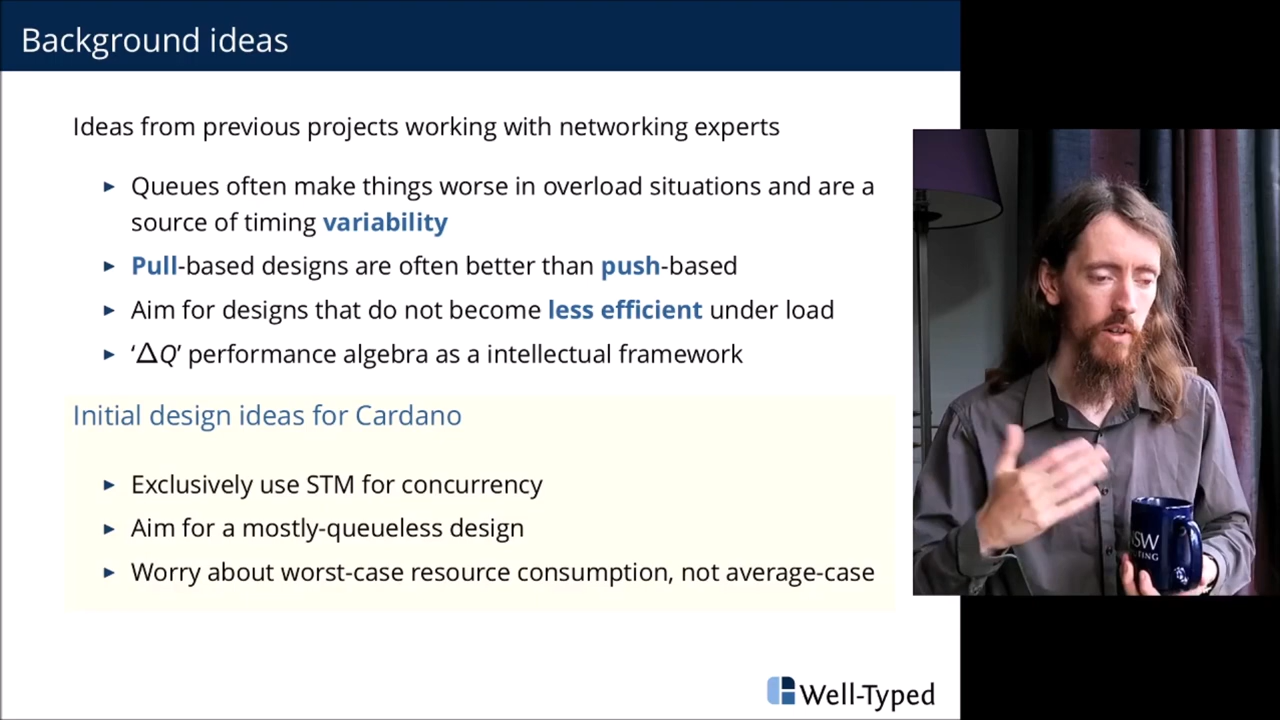 Background ideas
Ideas from previous projects working with networking experts
▶ Queues often make things worse in overload situations and are a
source of timing variability
▶ Pull-based designs are often better than push-based
▶ Aim for designs that do not become less efficient under load
▶ ‘ΔQ’ performance algebra as a intellectual framework
Initial design ideas for Cardano
▶ Exclusively use STM for concurrency
▶ Aim for a mostly-queueless design
▶ Worry about worst-case resource consumption, not average-case
Well-Typed